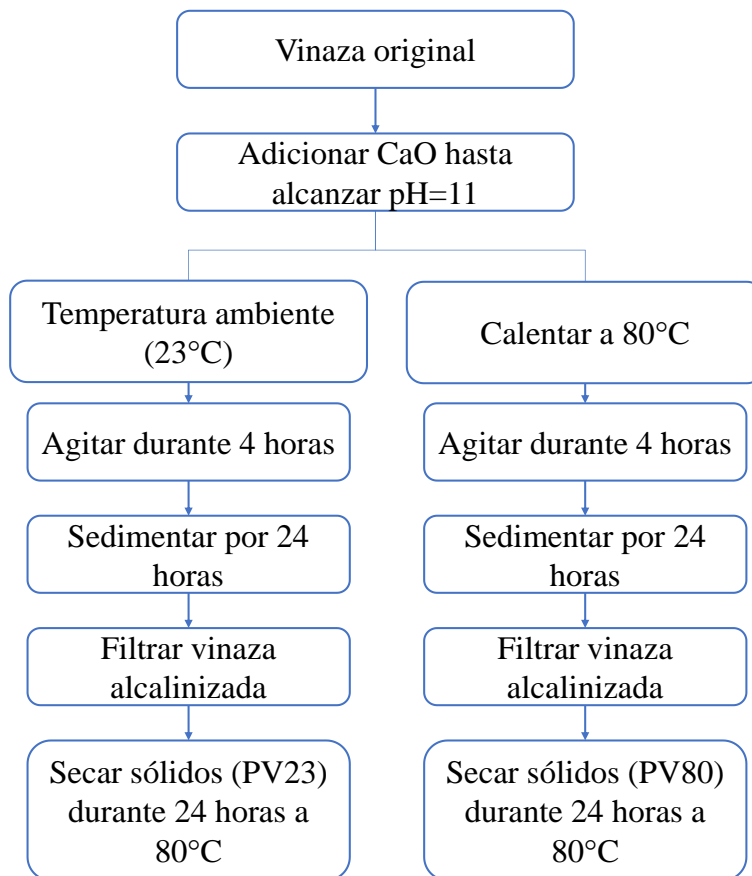 Vinaza original
Adicionar CaO hasta
alcanzar pH=11
Temperatura ambiente
(23°C)
Calentar a 80°C
Agitar durante 4 horas
Agitar durante 4 horas
Sedimentar por 24
horas
Sedimentar por 24
horas
Filtrar vinaza
alcalinizada
Filtrar vinaza
alcalinizada
Secar sólidos (PV23)
durante 24 horas a
80°C
Secar sólidos (PV80)
durante 24 horas a
80°C